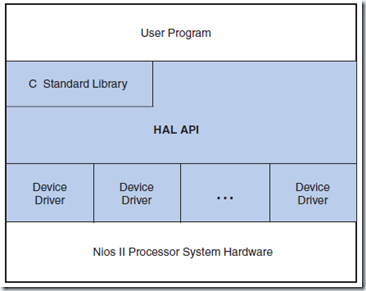 User Program
C Standard Library
HAL API
Device
Driver
Device
Driver
...
Device
Driver
Nios II Processor System Hardware